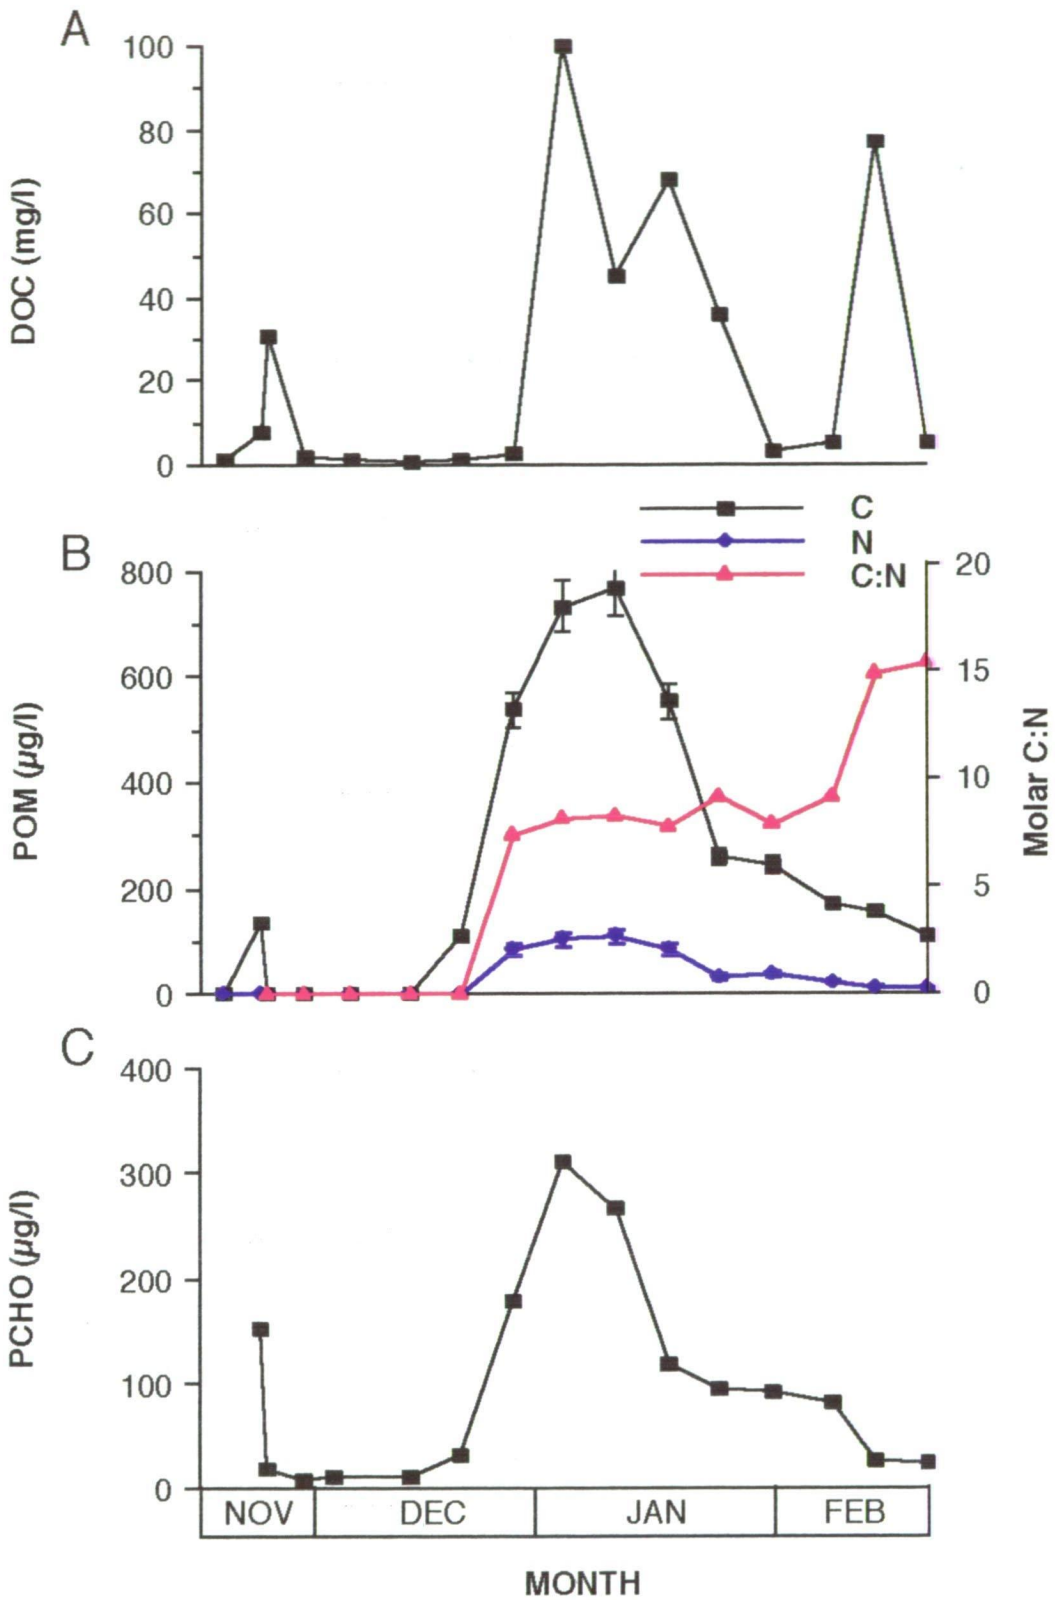 A
DOC (mg/l)
100
80
60
40
20
0
C
N
C:N
B
POM (µg/l)
800
600
400
200
0
20
15
10
5
0
Molar C:N
C
PCHO (µg/l)
400
300
200
100
0
NOV DEC JAN FEB
MONTH